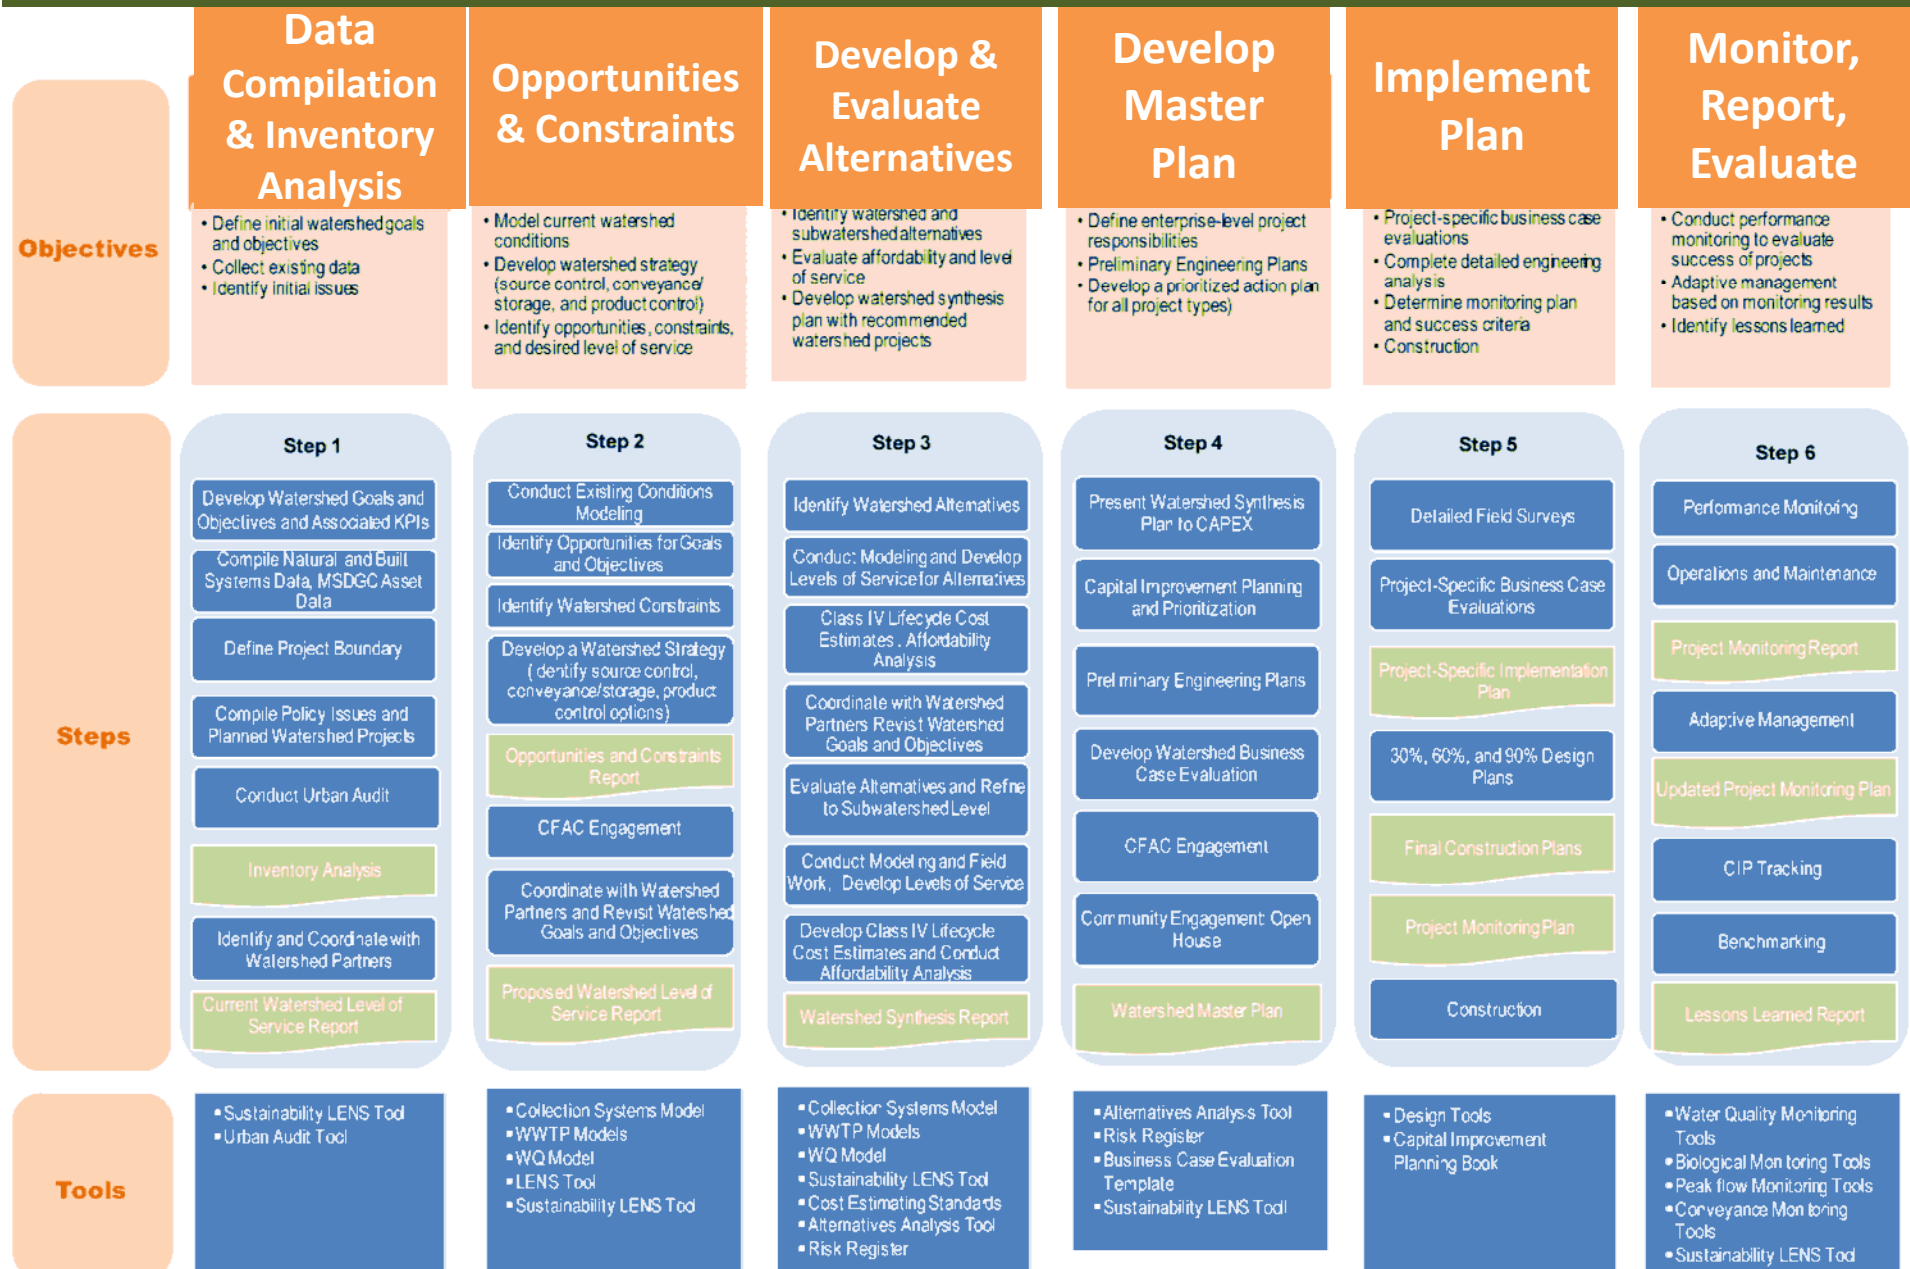 Data
Compilation
& Inventory
Analysis
Opportunities
& Constraints
Develop &
Evaluate
Alternatives
Develop
Master
Plan
Implement
Plan
Monitor,
Report,
Evaluate
Objectives
• Define initial watershed goals
and objectives
• Collect existing data
• Identify initial issues
• Model current watershed
conditions
• Develop watershed strategy
(source control, conveyance/
storage, and product control)
• Identify opportunities, constraints,
and desired level of service
• Identify watershed and
subwatershed alternatives
• Evaluate affordability and level
of service
• Develop watershed synthesis
plan with recommended
watershed projects
• Define enterprise-level project
responsibilities
• Preliminary Engineering Plans
• Develop a prioritized action plan
for all project types)
• Project-specific business case
evaluations
• Complete detailed engineering
analysis
• Determine monitoring plan
and success criteria
• Construction
• Conduct performance
monitoring to evaluate
success of projects
• Adaptive management
based on monitoring results
• Identify lessons learned
Steps
Step 1
Develop Watershed Goals and
Objectives and Associated KPIs
Compile Natural and Built
Systems Data, MSDGC Asset
Data
Define Project Boundary
Compile Policy Issues and
Planned Watershed Projects
Conduct Urban Audit
Inventory Analysis
Identify and Coordinate with
Watershed Partners
Current Watershed Level of
Service Report
Step 2
Conduct Existing Conditions
Modeling
Identify Opportunities for Goals
and Objectives
Identify Watershed Constraints
Develop a Watershed Strategy
(identify source control,
conveyance/storage, product
control options)
Opportunities and Constraints
Report
CFAC Engagement
Coordinate with Watershed
Partners and Revisit Watershed
Goals and Objectives
Proposed Watershed Level of
Service Report
Step 3
Identify Watershed Alternatives
Conduct Modeling and Develop
Levels of Service for Alternatives
Class IV Lifecycle Cost
Estimates, Affordability
Analysis
Coordinate with Watershed
Partners Revisit Watershed
Goals and Objectives
Evaluate Alternatives and Refine
to Subwatershed Level
Conduct Modeling and Field
Work, Develop Levels of Service
Develop Class IV Lifecycle
Cost Estimates and Conduct
Affordability Analysis
Watershed Synthesis Report
Step 4
Present Watershed Synthesis
Plan to CAPEX
Capital Improvement Planning
and Prioritization
Preliminary Engineering Plans
Develop Watershed Business
Case Evaluation
CFAC Engagement
Community Engagement: Open
House
Watershed Master Plan
Step 5
Detailed Field Surveys
Project-Specific Business Case
Evaluations
Project-Specific Implementation
Plan
30%, 60%, and 90% Design
Plans
Final Construction Plans
Project Monitoring Plan
Construction
Step 6
Performance Monitoring
Operations and Maintenance
Project Monitoring Report
Adaptive Management
Updated Project Monitoring Plan
CIP Tracking
Benchmarking
Lessons Learned Report
Tools
▪ Sustainability LENS Tool
▪ Urban Audit Tool
▪ Collection Systems Model
▪ WWTP Models
▪ WQ Model
▪ LENS Tool
▪ Sustainability LENS Tool
▪ Collection Systems Model
▪ WWTP Models
▪ WQ Model
▪ Sustainability LENS Tool
▪ Cost Estimating Standards
▪ Alternatives Analysis Tool
▪ Risk Register
▪ Alternatives Analysis Tool
▪ Risk Register
▪ Business Case Evaluation
Template
▪ Sustainability LENS Tool
▪ Design Tools
▪ Capital Improvement
Planning Book
▪ Water Quality Monitoring
Tools
▪ Biological Monitoring Tools
▪ Peak flow Monitoring Tools
▪ Conveyance Monitoring
Tools
▪ Sustainability LENS Tool